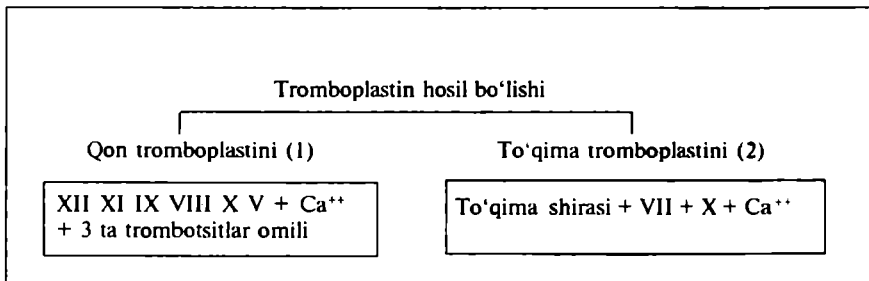 Tromboplastin hosil bo‘lishi
Qon tromboplastini (1)
To‘qima tromboplastini (2)
XII XI IX VIII X V + Ca⁺⁺
+ 3 ta trombotsitlar omili
To‘qima shirasi + VII + X + Ca⁺⁺